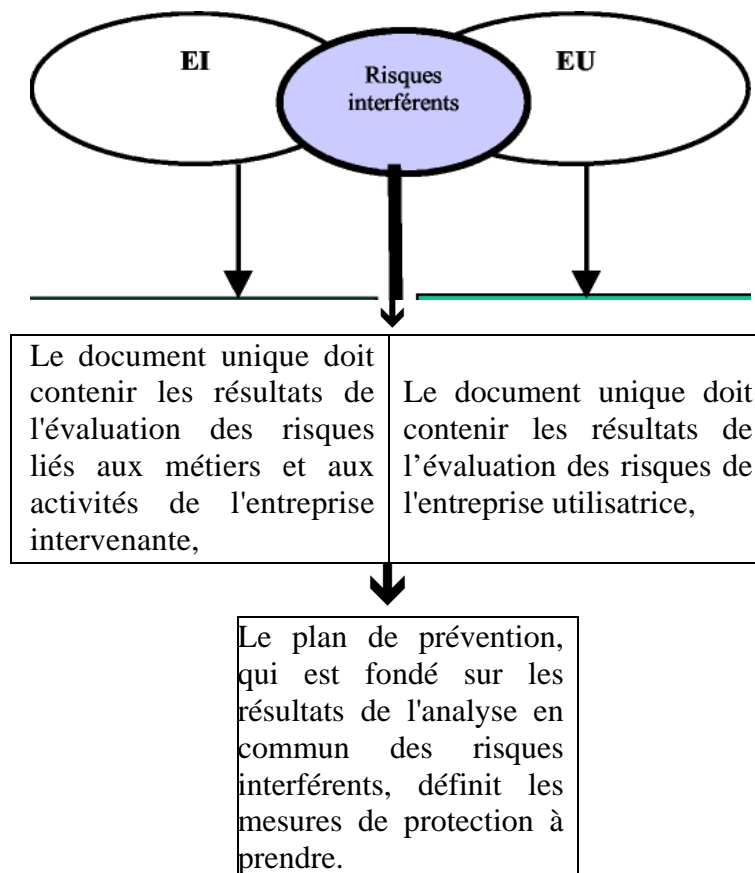 EI
Risques
interférents
EU
Le document unique doit
contenir les résultats de
l'évaluation des risques
liés aux métiers et aux
activités de l'entreprise
intervenante,
Le document unique doit
contenir les résultats de
l’évaluation des risques de
l'entreprise utilisatrice,
Le plan de prévention,
qui est fondé sur les
résultats de l'analyse en
commun des risques
interférents, définit les
mesures de protection à
prendre.